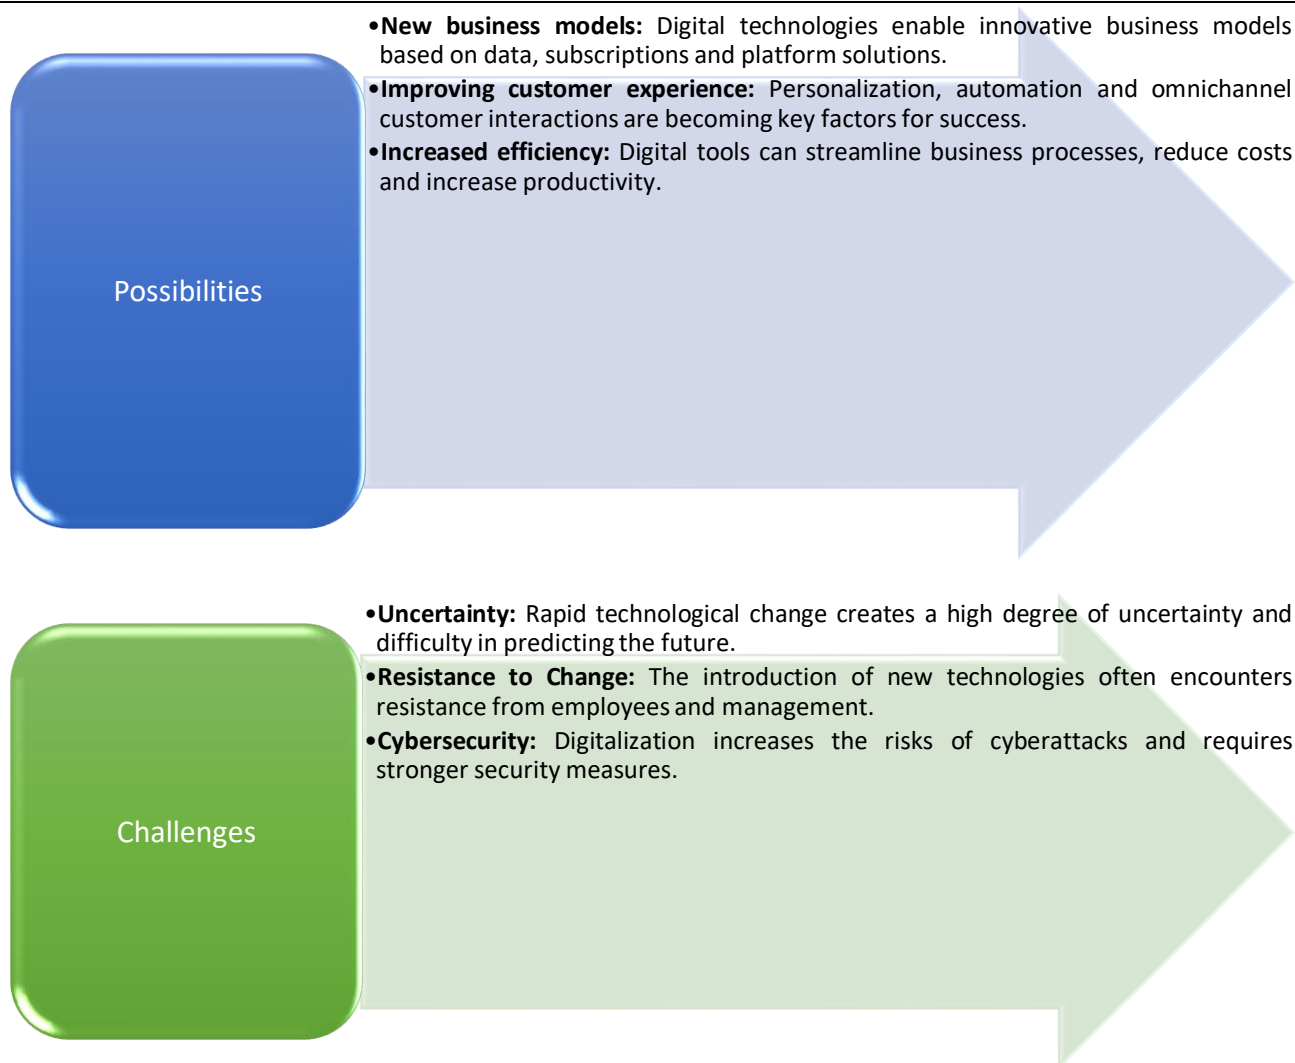 •New business models: Digital technologies enable innovative business models
based on data, subscriptions and platform solutions.
•Improving customer experience: Personalization, automation and omnichannel
customer interactions are becoming key factors for success.
•Increased efficiency: Digital tools can streamline business processes, reduce costs
and increase productivity.
Possibilities
•Uncertainty: Rapid technological change creates a high degree of uncertainty and
difficulty in predicting the future.
•Resistance to Change: The introduction of new technologies often encounters
resistance from employees and management.
•Cybersecurity: Digitalization increases the risks of cyberattacks and requires
stronger security measures.
Challenges